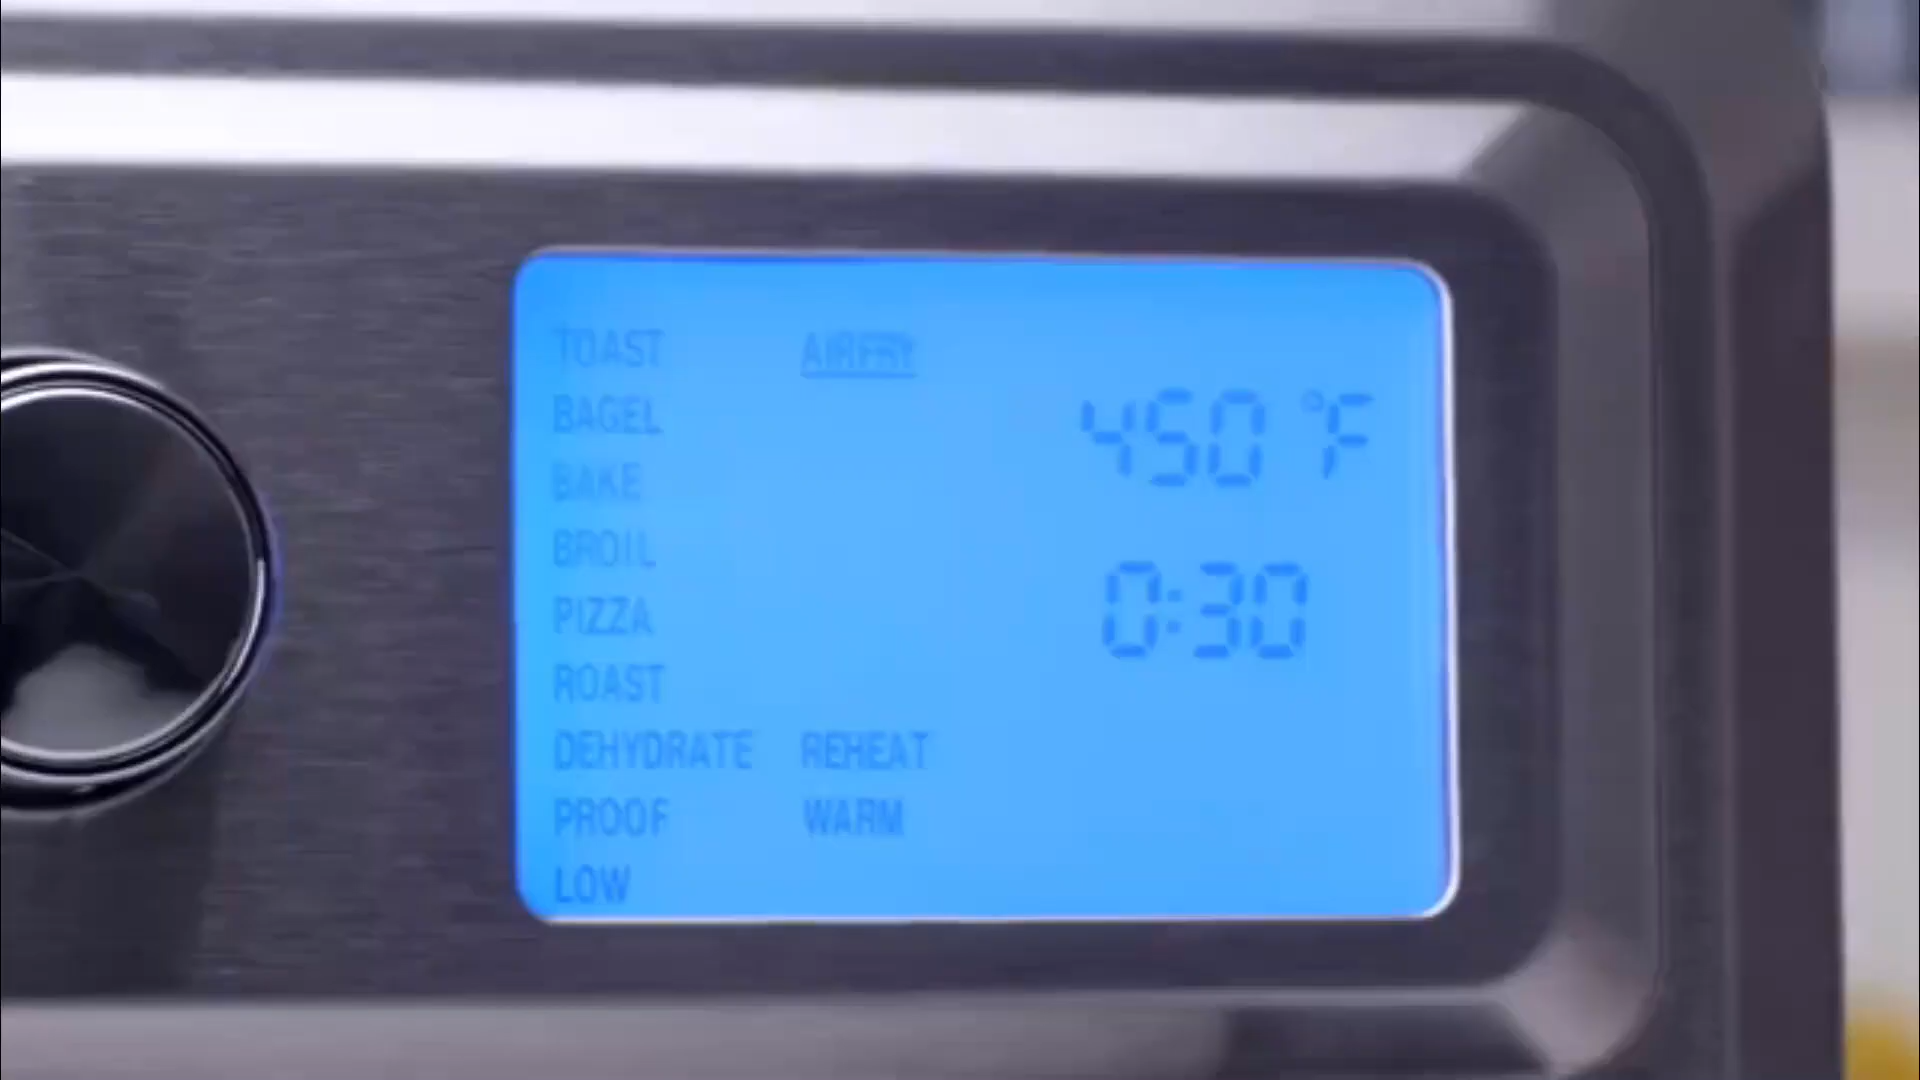 TOAST AIRFRY
BAGEL
450 °F
BAKE
BROIL
0:30
PIZZA
ROAST
DEHYDRATE REHEAT
PROOF WARM
LOW